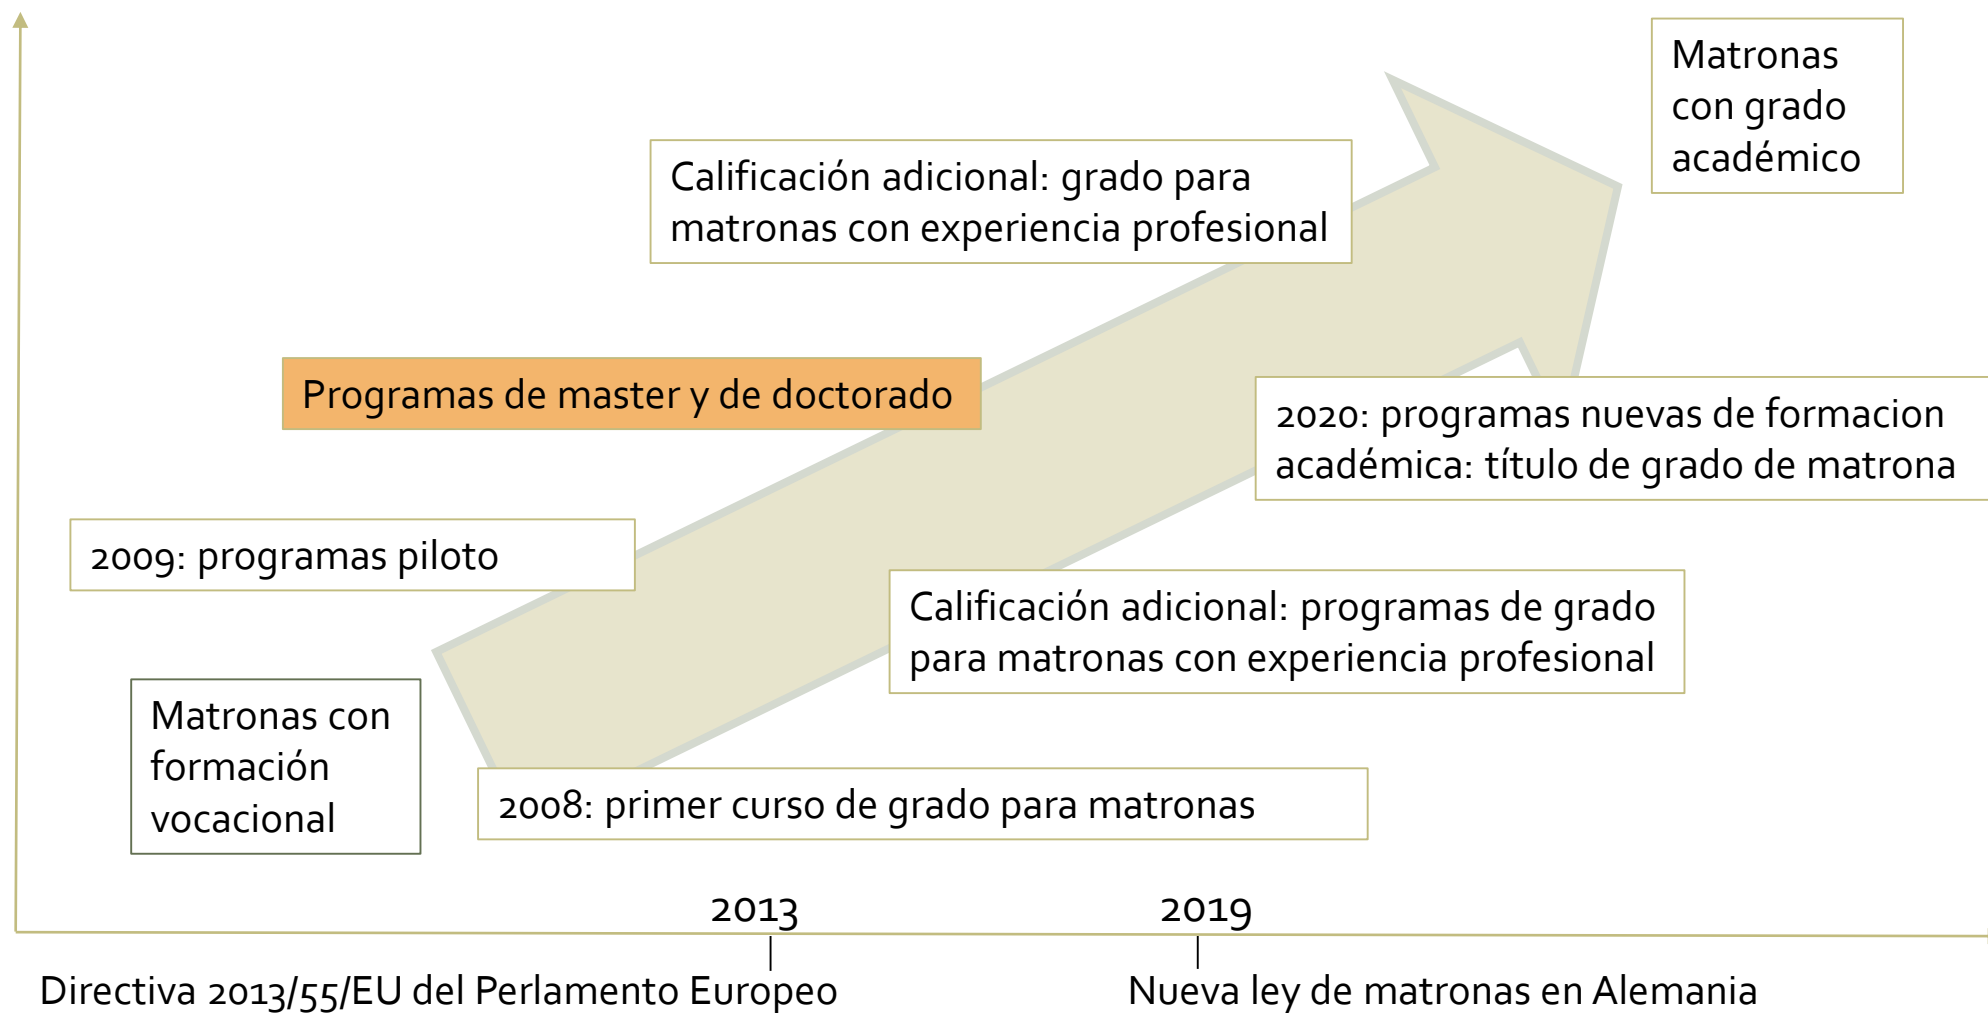 Matronas
con grado
académico
Calificación adicional: grado para
matronas con experiencia profesional
Programas de master y de doctorado
2020: programas nuevas de formacion
académica: título de grado de matrona
2009: programas piloto
Calificación adicional: programas de grado
para matronas con experiencia profesional
Matronas con
formación
vocacional
2008: primer curso de grado para matronas
2013
2019
Directiva 2013/55/EU del Perlamento Europeo
Nueva ley de matronas en Alemania